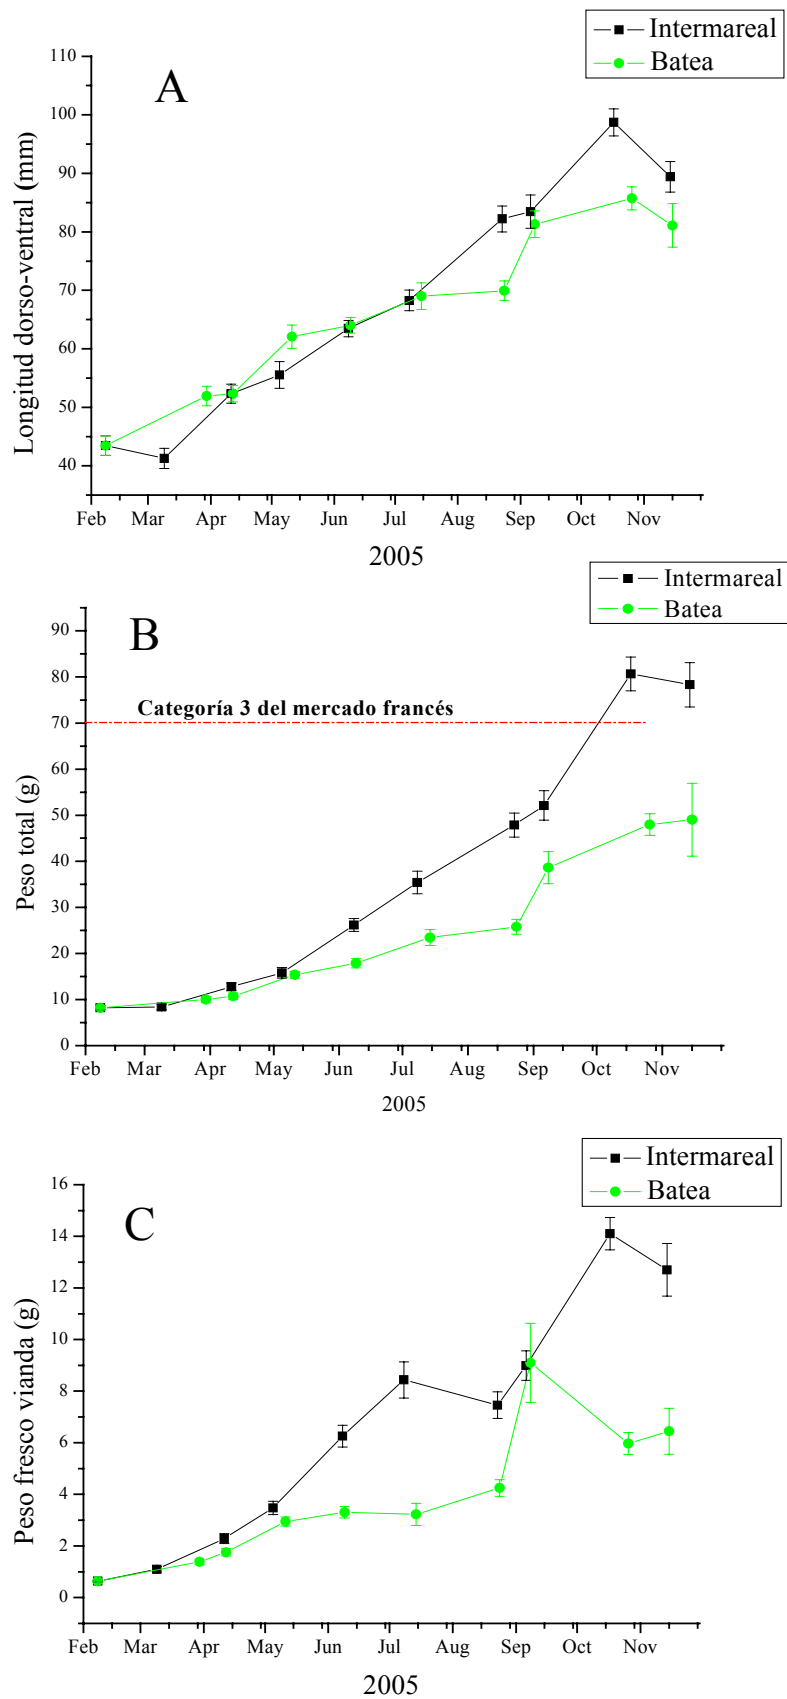 Intermareal
Batea
A
Longitud dorso-ventral (mm)
110
100
90
80
70
60
50
40
Feb Mar Apr May Jun Jul Aug Sep Oct Nov
2005
Intermareal
Batea
B
Categoría 3 del mercado francés
Peso total (g)
90
80
70
60
50
40
30
20
10
0
Feb Mar Apr May Jun Jul Aug Sep Oct Nov
2005
Intermareal
Batea
C
Peso fresco vianda (g)
16
14
12
10
8
6
4
2
0
Feb Mar Apr May Jun Jul Aug Sep Oct Nov
2005